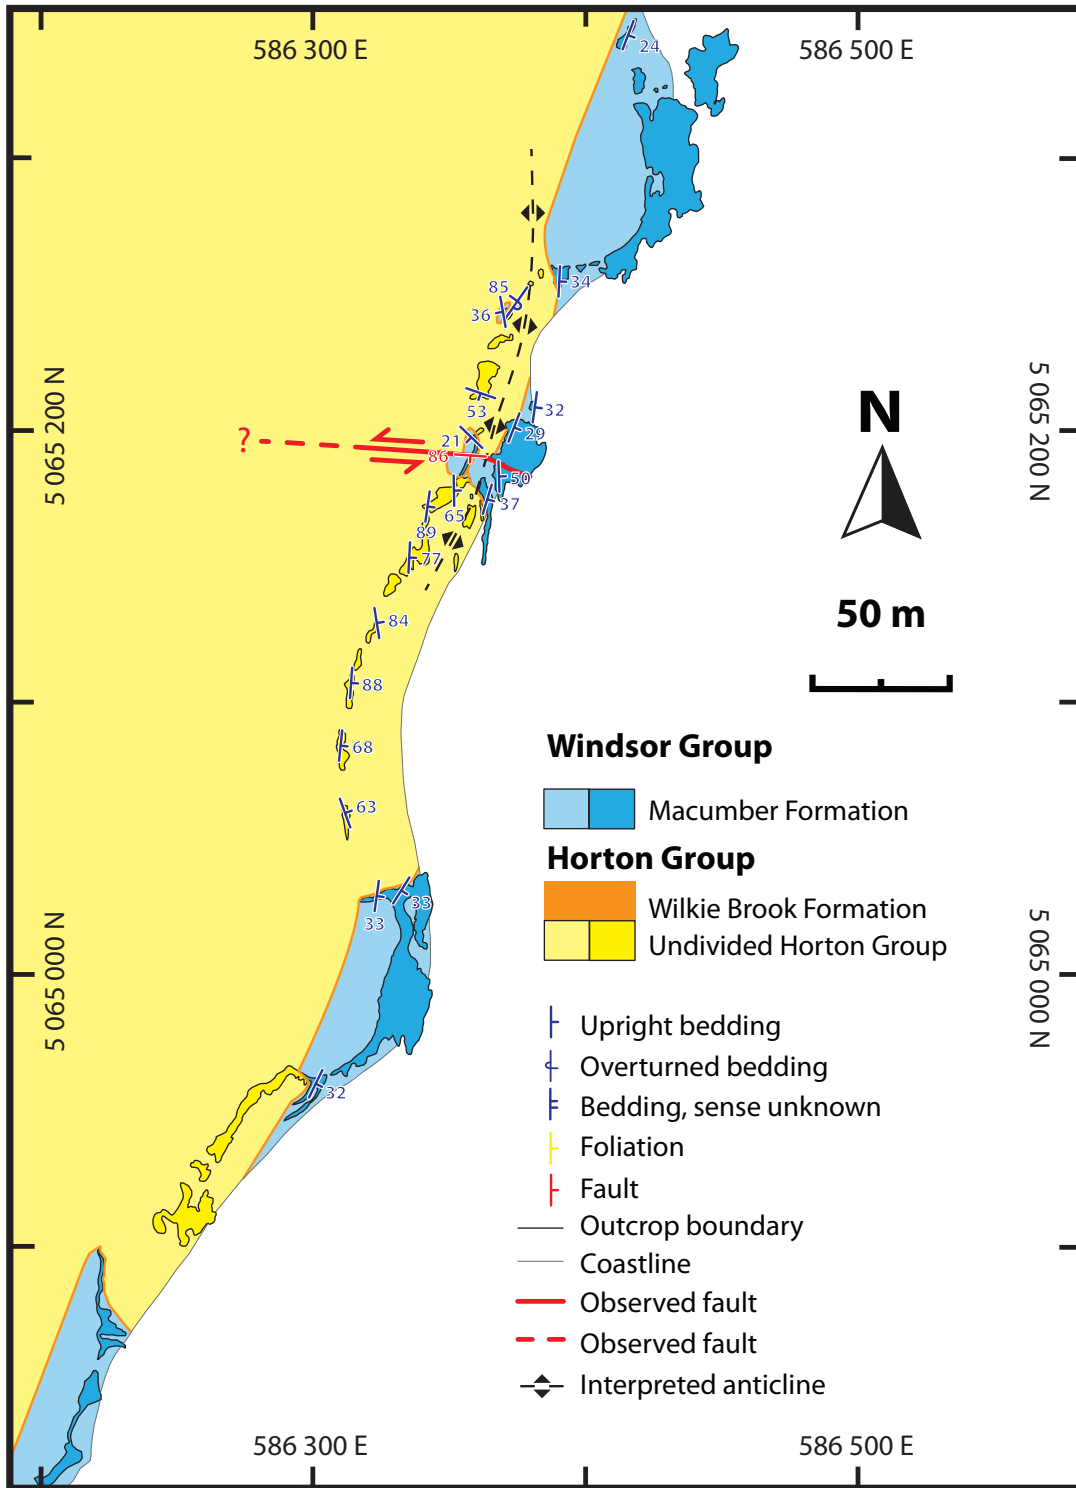 586 300 E
586 500 E
24
34
85
36
53
32
29
21
86
50
37
65
89
77
84
88
68
63
33
33
32
?
5 065 200 N
5 065 200 N
5 065 000 N
5 065 000 N
N
50 m
Windsor Group
Macumber Formation
Horton Group
Wilkie Brook Formation
Undivided Horton Group
Upright bedding
Overturned bedding
Bedding, sense unknown
Foliation
Fault
Outcrop boundary
Coastline
Observed fault
Observed fault
Interpreted anticline
586 300 E
586 500 E